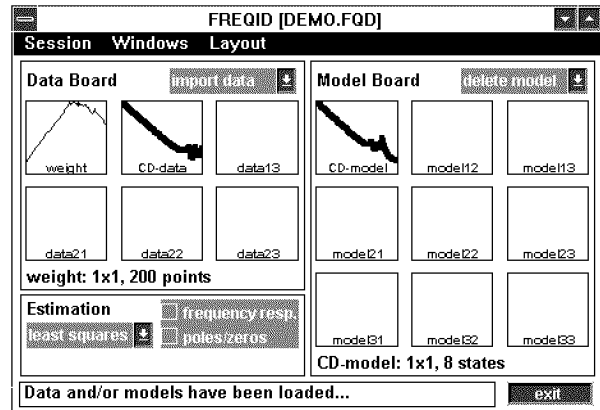 FREQID [DEMO.FQD]
Session Windows Layout
Data Board
import data
weight
CD-data
data13
data21
data22
data23
weight: 1x1, 200 points
Estimation
least squares
frequency resp.
poles/zeros
Model Board
delete model
CD-model
model12
model13
model21
model22
model23
model31
model32
model33
CD-model: 1x1, 8 states
Data and/or models have been loaded...
exit